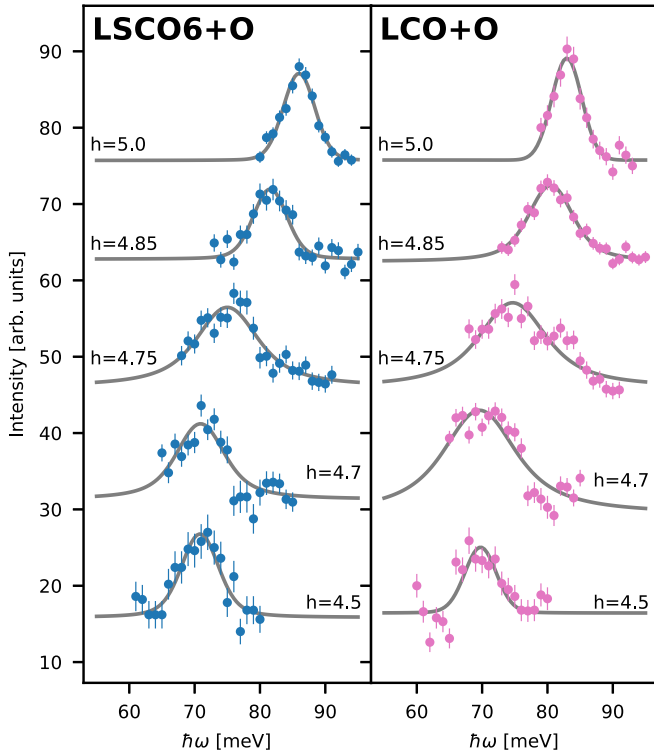 LSCO6+O
LCO+O
90
80
70
60
50
40
30
20
10
Intensity [arb. units]
h=5.0
h=4.85
h=4.75
h=4.7
h=4.5
h=5.0
h=4.85
h=4.75
h=4.7
h=4.5
60 70 80 90
60 70 80 90
ℏω [meV]
ℏω [meV]